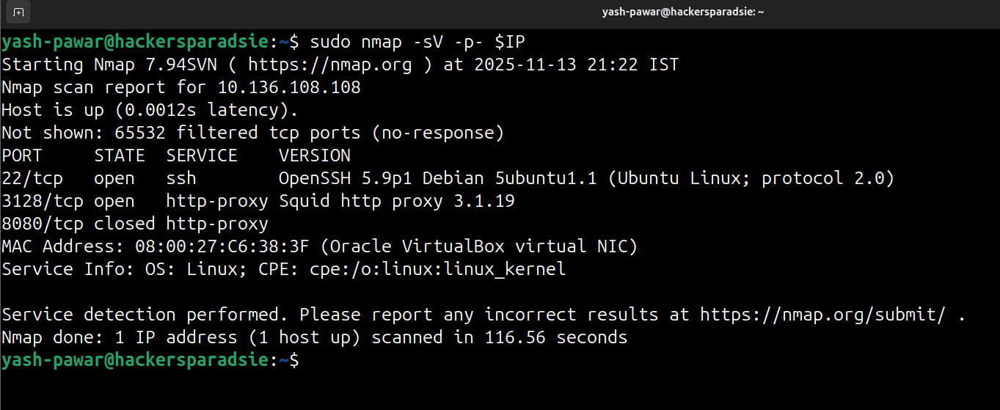 yash-pawar@hackersparadsie: ~
yash-pawar@hackersparadsie:~$ sudo nmap -sV -p- $IP
Starting Nmap 7.94SVN ( https://nmap.org ) at 2025-11-13 21:22 IST
Nmap scan report for 10.136.108.108
Host is up (0.0012s latency).
Not shown: 65532 filtered tcp ports (no-response)
PORT     STATE  SERVICE    VERSION
22/tcp   open   ssh        OpenSSH 5.9p1 Debian 5ubuntu1.1 (Ubuntu Linux; protocol 2.0)
3128/tcp open   http-proxy Squid http proxy 3.1.19
8080/tcp closed http-proxy
MAC Address: 08:00:27:C6:38:3F (Oracle VirtualBox virtual NIC)
Service Info: OS: Linux; CPE: cpe:/o:linux:linux_kernel

Service detection performed. Please report any incorrect results at https://nmap.org/submit/ .
Nmap done: 1 IP address (1 host up) scanned in 116.56 seconds
yash-pawar@hackersparadsie:~$